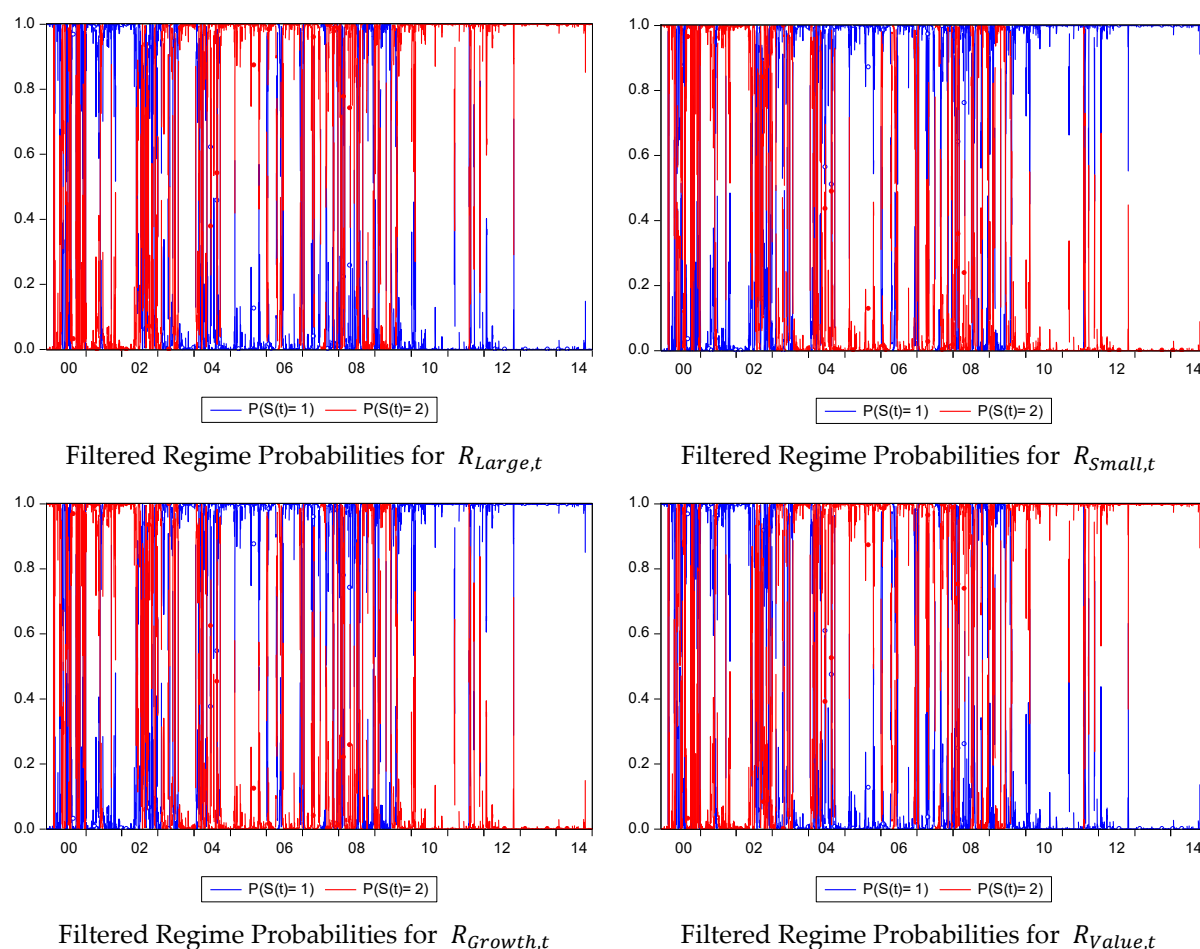 1.0
0.8
0.6
0.4
0.2
0.0
00 02 04 06 08 10 12 14
P(S(t)= 1) P(S(t)= 2)
Filtered Regime Probabilities for R_{Large,t}
1.0
0.8
0.6
0.4
0.2
0.0
00 02 04 06 08 10 12 14
P(S(t)= 1) P(S(t)= 2)
Filtered Regime Probabilities for R_{Small,t}
1.0
0.8
0.6
0.4
0.2
0.0
00 02 04 06 08 10 12 14
P(S(t)= 1) P(S(t)= 2)
Filtered Regime Probabilities for R_{Growth,t}
1.0
0.8
0.6
0.4
0.2
0.0
00 02 04 06 08 10 12 14
P(S(t)= 1) P(S(t)= 2)
Filtered Regime Probabilities for R_{Value,t}